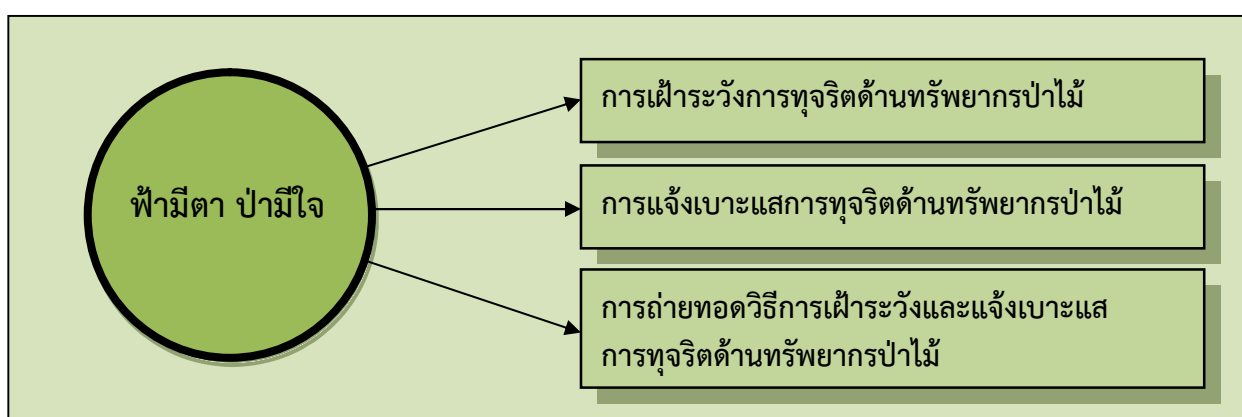 ฟ้ามีตา ป่ามีใจ
การเฝ้าระวังการทุจริตด้านทรัพยากรป่าไม้
การแจ้งเบาะแสการทุจริตด้านทรัพยากรป่าไม้
การถ่ายทอดวิธีการเฝ้าระวังและแจ้งเบาะแส
การทุจริตด้านทรัพยากรป่าไม้